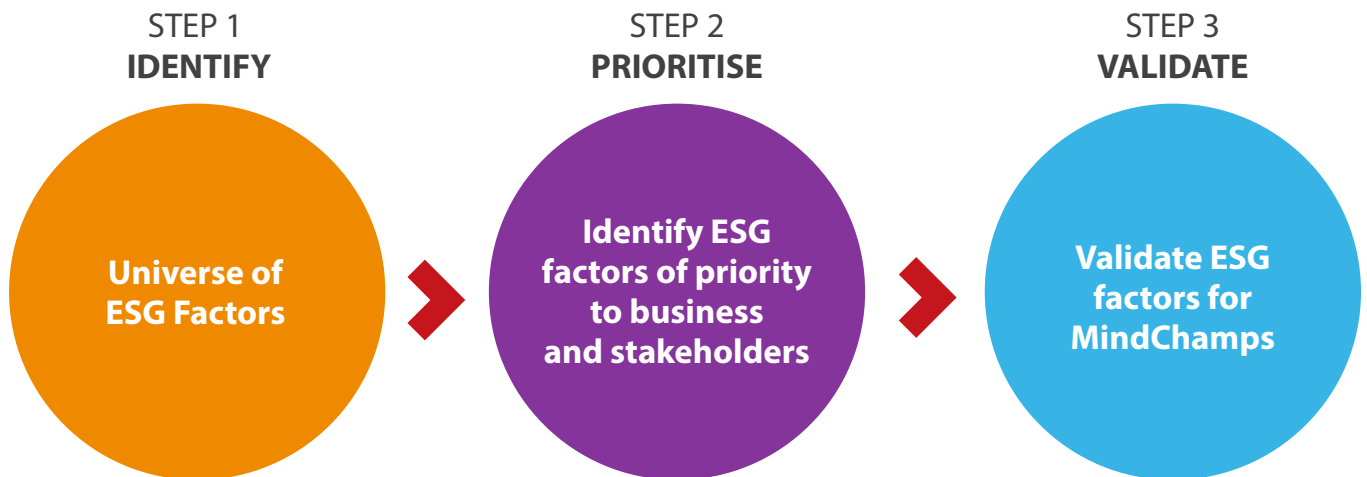 STEP 1
IDENTIFY
Universe of
ESG Factors
STEP 2
PRIORITISE
Identify ESG
factors of priority
to business
and stakeholders
STEP 3
VALIDATE
Validate ESG
factors for
MindChamps